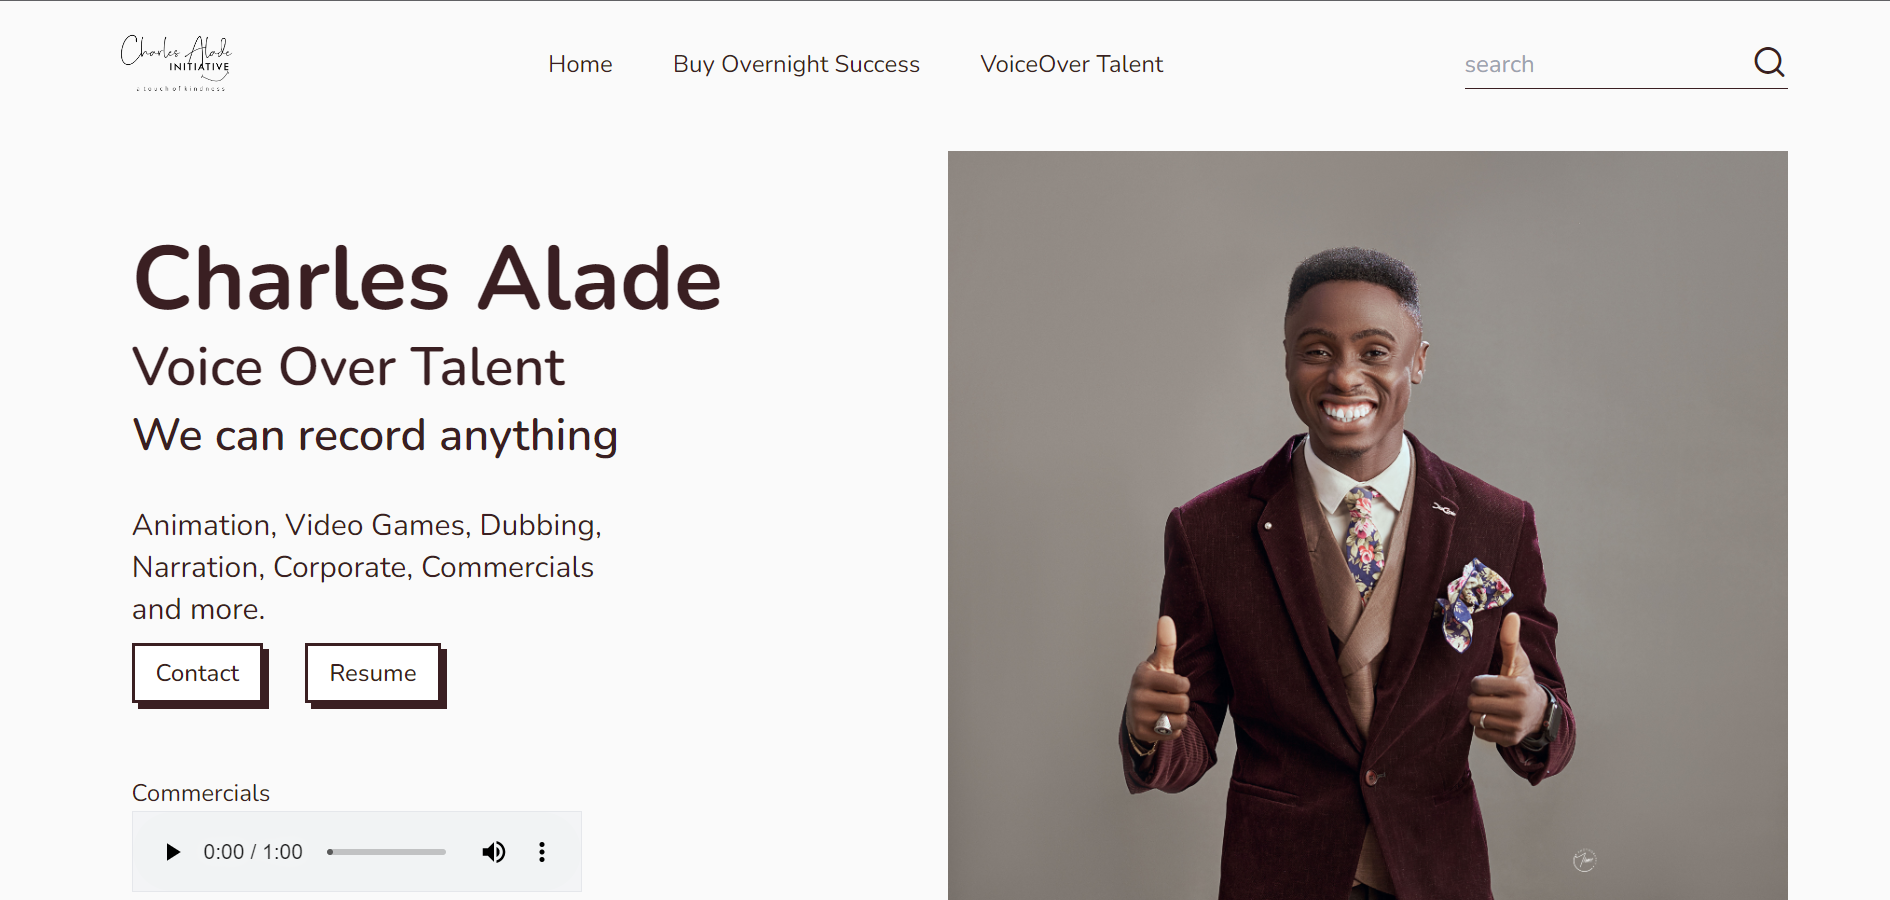 Charles Alade
INITIATIVE
a touch of kindness
Home
Buy Overnight Success
VoiceOver Talent
search
Charles Alade
Voice Over Talent
We can record anything
Animation, Video Games, Dubbing,
Narration, Corporate, Commercials
and more.
Contact
Resume
Commercials
0:00 / 1:00